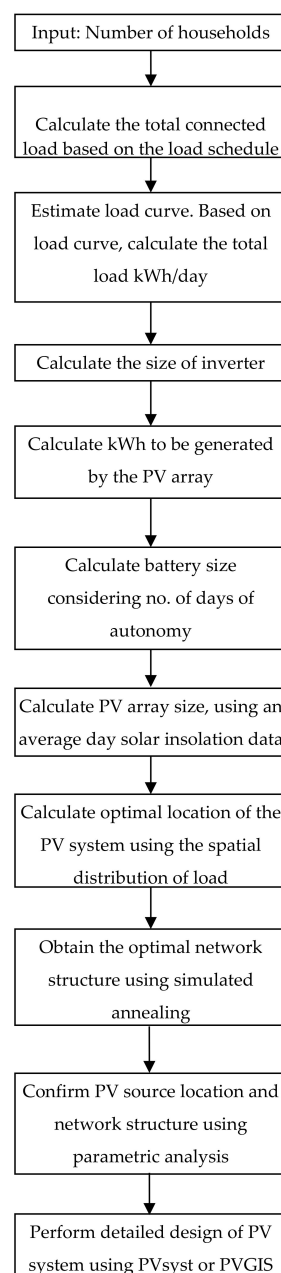 Input: Number of households
Calculate the total connected
load based on the load schedule
Estimate load curve. Based on
load curve, calculate the total
load kWh/day
Calculate the size of inverter
Calculate kWh to be generated
by the PV array
Calculate battery size
considering no. of days of
autonomy
Calculate PV array size, using an
average day solar insolation data
Calculate optimal location of the
PV system using the spatial
distribution of load
Obtain the optimal network
structure using simulated
annealing
Confirm PV source location and
network structure using
parametric analysis
Perform detailed design of PV
system using PVsyst or PVGIS